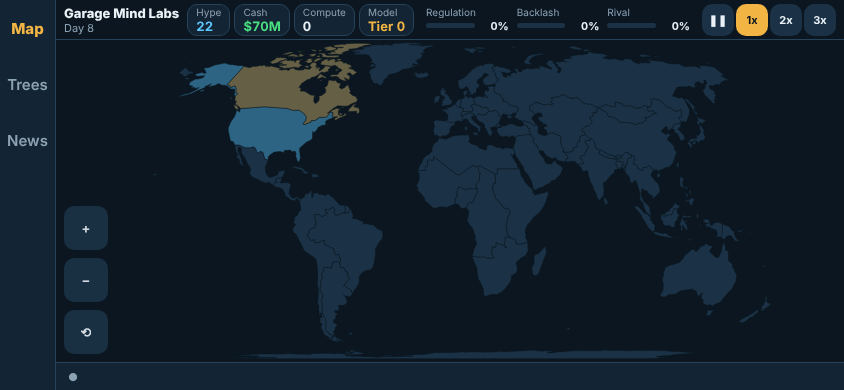 Map
Trees
News
Garage Mind Labs
Day 8
Hype
22
Cash
$70M
Compute
0
Model
Tier 0
Regulation
0%
Backlash
0%
Rival
0%
1x
2x
3x
+
−